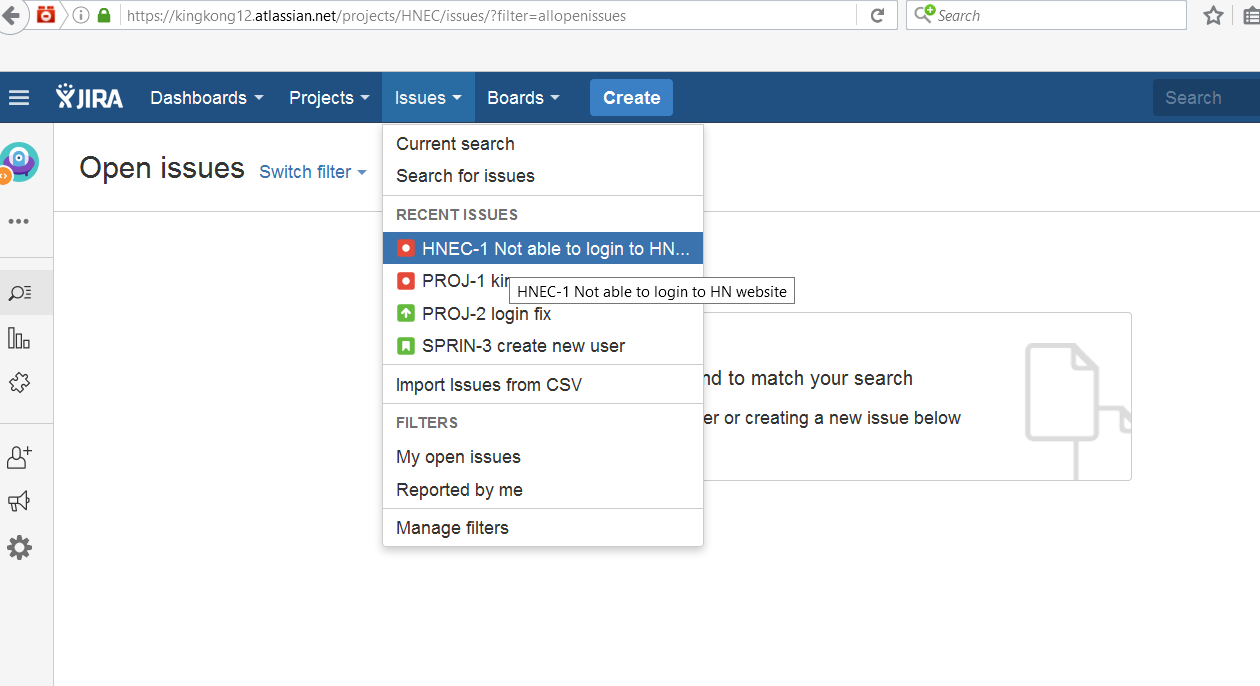 https://kingkong12.atlassian.net/projects/HNEC/issues/?filter=allopenissues
Search
JIRA
Dashboards
Projects
Issues
Boards
Create
Search
Open issues
Switch filter
Current search
Search for issues
RECENT ISSUES
HNEC-1 Not able to login to HN...
PROJ-1 kin
HNEC-1 Not able to login to HN website
PROJ-2 login fix
SPRIN-3 create new user
Import Issues from CSV
FILTERS
My open issues
Reported by me
Manage filters
nd to match your search
er or creating a new issue below